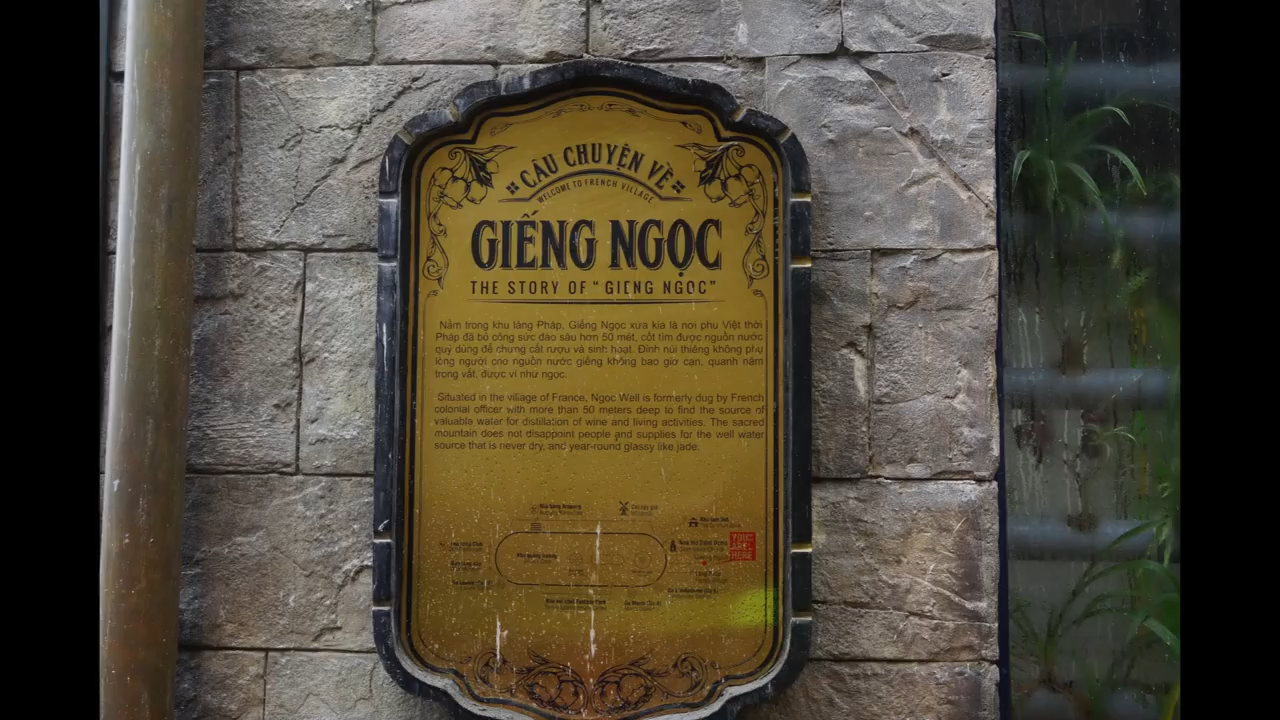 CÂU CHUYỆN VỀ
WELCOME TO FRENCH VILLAGE
GIẾNG NGỌC
THE STORY OF “GIENG NGOC”
Nằm trong khu làng Pháp, Giếng Ngọc xưa kia là nơi phu Việt thời
Pháp đã bỏ công sức đào sâu hơn 50 mét, cốt tìm được nguồn nước
quý dùng để chưng cất rượu và sinh hoạt. Đỉnh núi thiêng không phụ
lòng người cho nguồn nước giếng không bao giờ cạn, quanh năm
trong vắt, được ví như ngọc.
Situated in the village of France, Ngoc Well is formerly dug by French
colonial officer with more than 50 meters deep to find the source of
valuable water for distillation of wine and living activities. The sacred
mountain does not disappoint people and supplies for the well water
source that is never dry, and year-round glassy like jade.
YOU
ARE
HERE